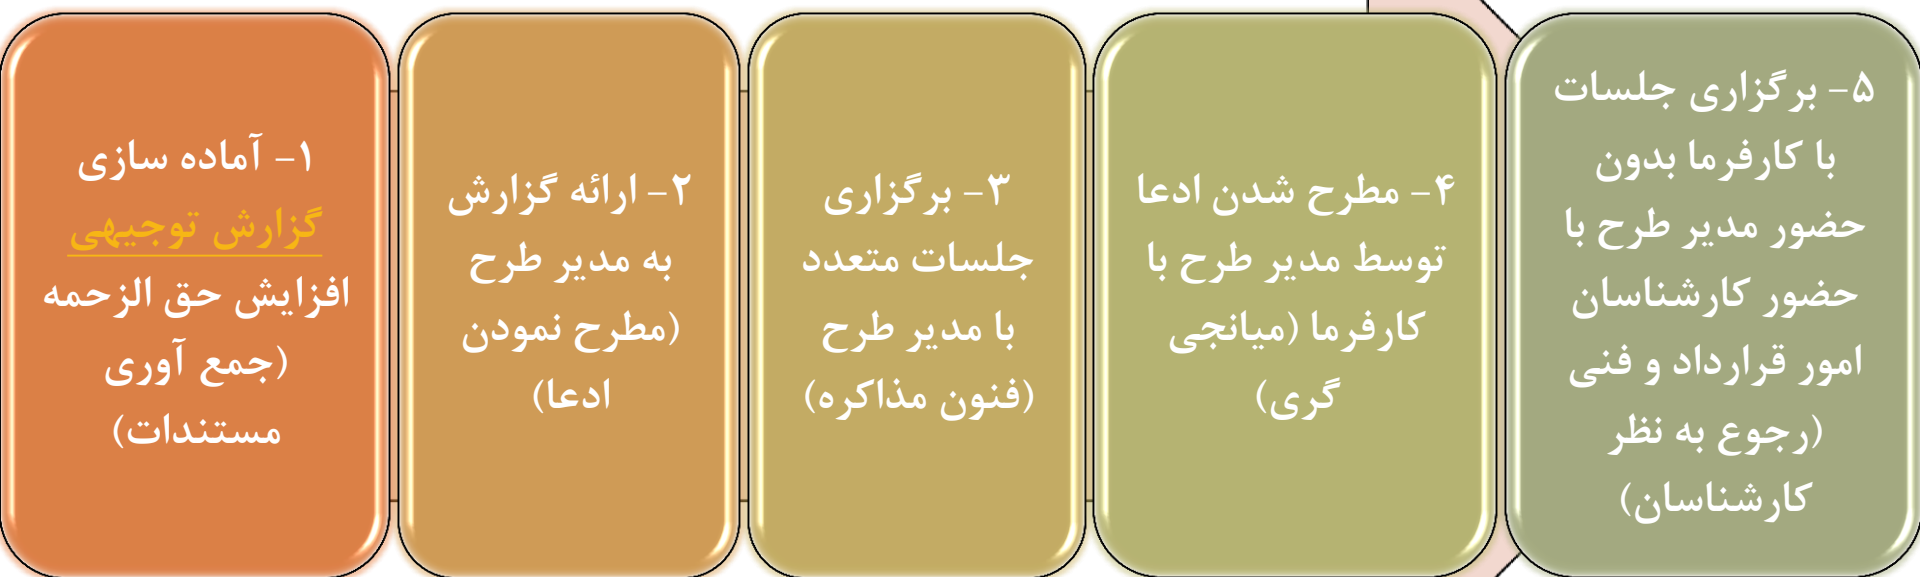 ۱- آماده سازی
گزارش توجیهی
افزایش حق الزحمه
(جمع آوری
مستندات)
۲- ارائه گزارش
به مدیر طرح
(مطرح نمودن
ادعا)
۳- برگزاری
جلسات متعدد
با مدیر طرح
(فنون مذاکره)
۴- مطرح شدن ادعا
توسط مدیر طرح با
کارفرما (میانجی
گری)
۵- برگزاری جلسات
با کارفرما بدون
حضور مدیر طرح با
حضور کارشناسان
امور قرارداد و فنی
(رجوع به نظر
کارشناسان)